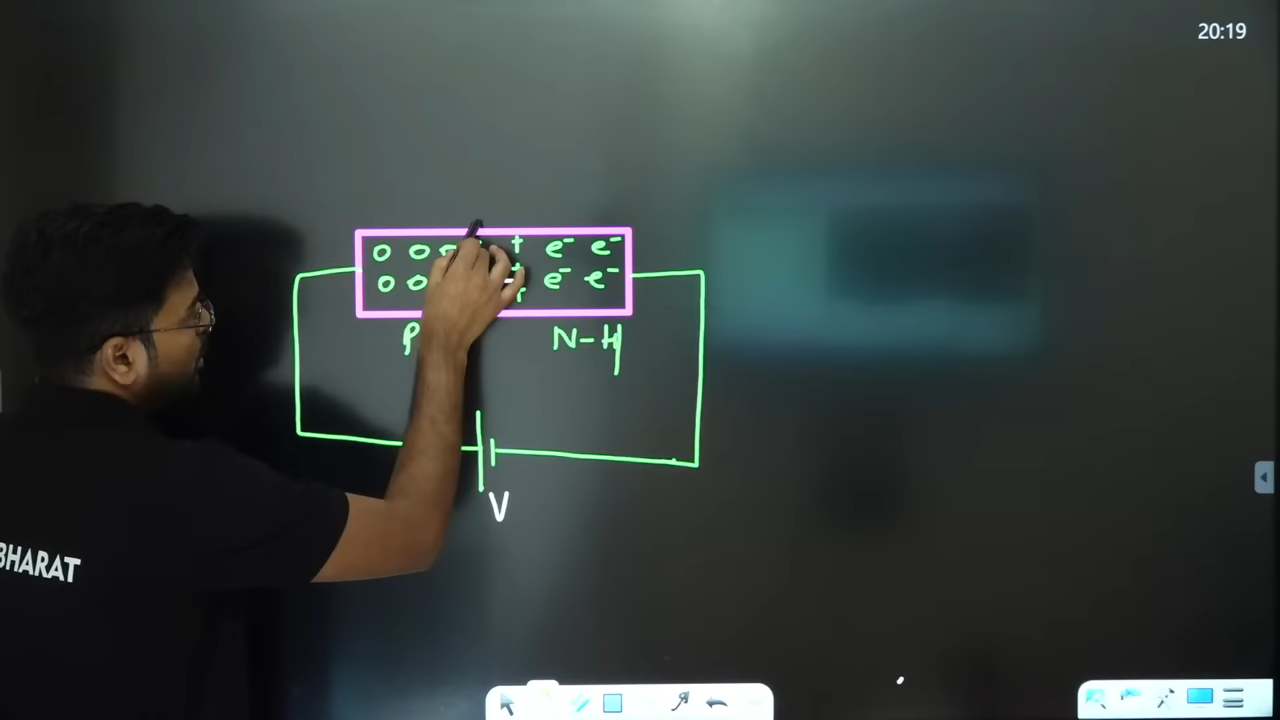 20:19
o o + e⁻ e⁻
o o + e⁻ e⁻
P N-H
V
BHARAT